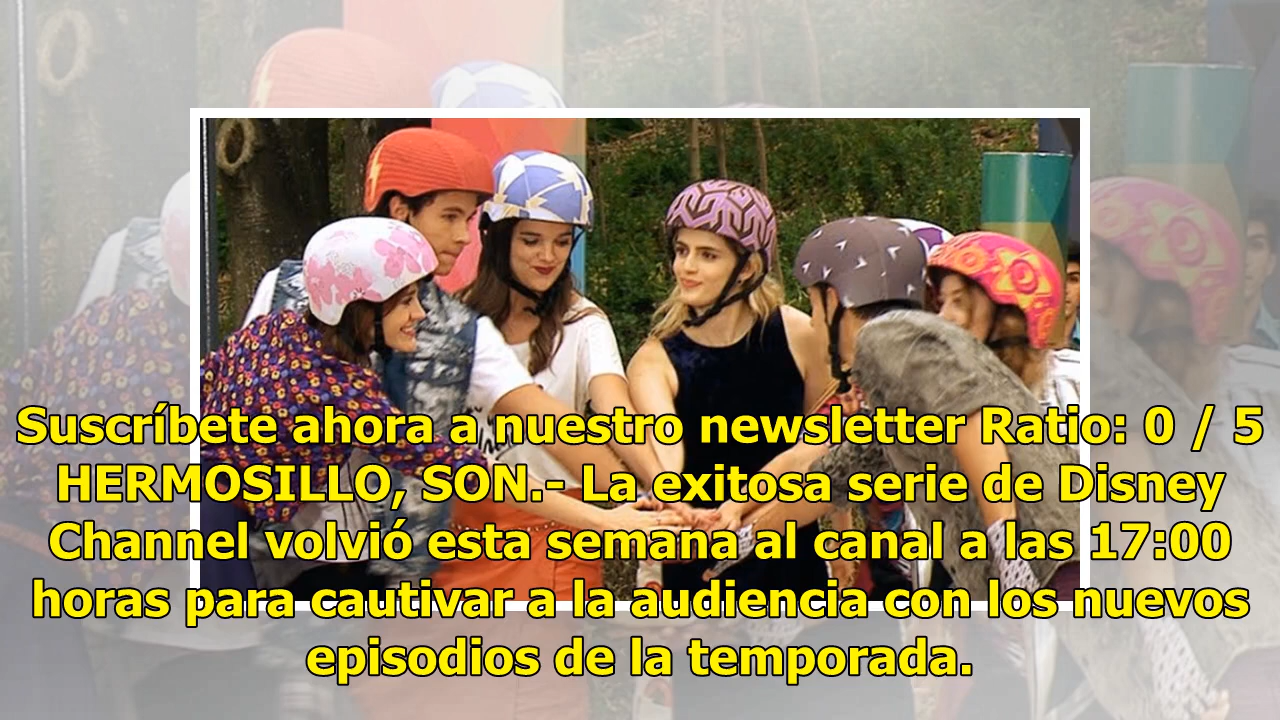 Suscríbete ahora a nuestro newsletter Ratio: 0 / 5
HERMOSILLO, SON.- La exitosa serie de Disney
Channel volvió esta semana al canal a las 17:00
horas para cautivar a la audiencia con los nuevos
episodios de la temporada.